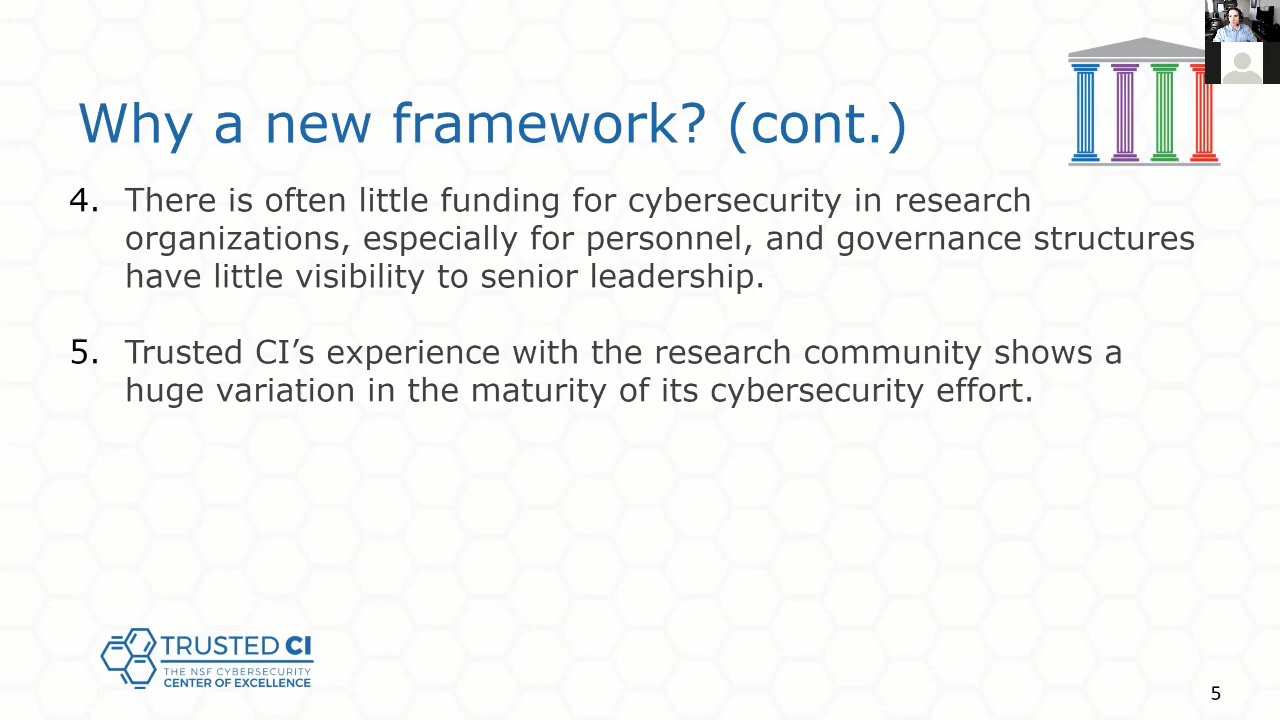 Why a new framework? (cont.)
4. There is often little funding for cybersecurity in research
organizations, especially for personnel, and governance structures
have little visibility to senior leadership.
5. Trusted CI’s experience with the research community shows a
huge variation in the maturity of its cybersecurity effort.
TRUSTED CI
THE NSF CYBERSECURITY
CENTER OF EXCELLENCE
5